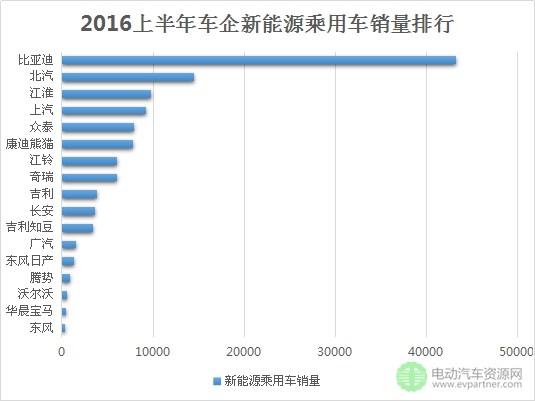 2016上半年车企新能源乘用车销量排行
比亚迪
北汽
江淮
上汽
众泰
康迪熊猫
江铃
奇瑞
吉利
长安
吉利知豆
广汽
东风日产
腾势
沃尔沃
华晨宝马
东风
0 10000 20000 30000 40000 50000
新能源乘用车销量
电动汽车资源网
www.evpartner.com